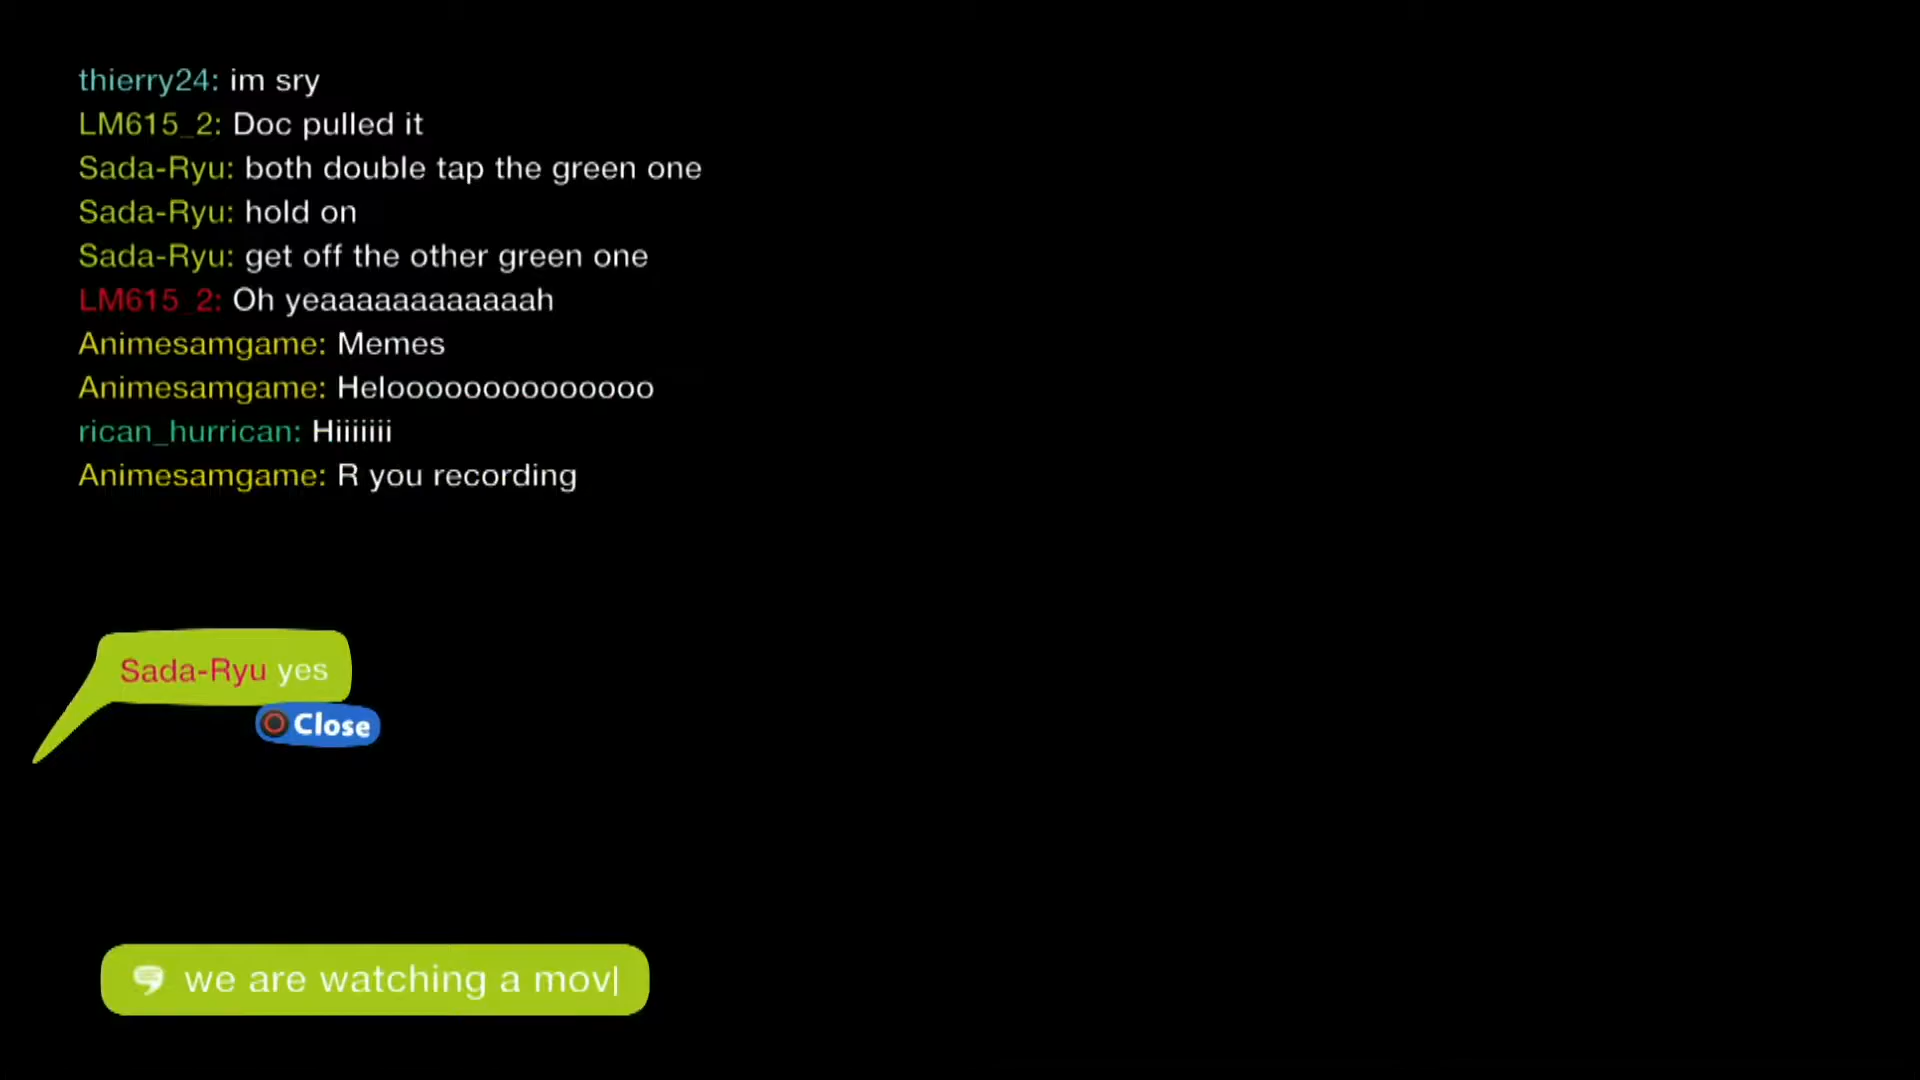 thierry24: im sry
LM615_2: Doc pulled it
Sada-Ryu: both double tap the green one
Sada-Ryu: hold on
Sada-Ryu: get off the other green one
LM615_2: Oh yeaaaaaaaaaaaah
Animesamgame: Memes
Animesamgame: Helooooooooooooooo
rican_hurrican: Hiiiiiii
Animesamgame: R you recording
Sada-Ryu yes
Close
we are watching a mov